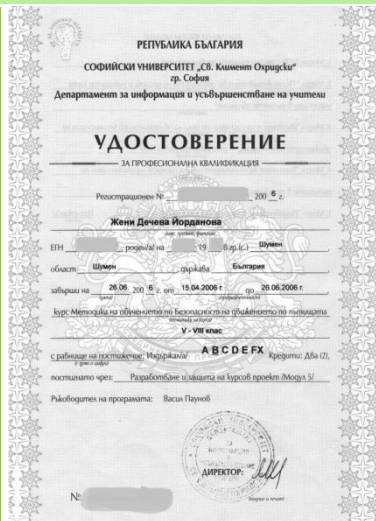 РЕПУБЛИКА БЪЛГАРИЯ
СОФИЙСКИ УНИВЕРСИТЕТ „Св. Климент Охридски“
гр. София
Департамент за информация и усъвършенстване на учители
УДОСТОВЕРЕНИЕ
ЗА ПРОФЕСИОНАЛНА КВАЛИФИКАЦИЯ
Регистрационен № 200 6 г.
Жени Дечева Йорданова
ЕГН , роден/а/ на 19 в гр.(с.) Шумен
област Шумен , държава България
завърши на 26.06. 200 6 г. от 15.04.2006 г. до 26.06.2006 г.
курс Методика на обучението по безопасност на движението по пътищата
V - VIII клас
с равнище на постижение: Издържал/а/ A B C D E FX Кредити: Два (2),
постигнато чрез: Разработване и защита на курсов проект /Модул 5/
Ръководител на програмата: Васил Паунов
ДИРЕКТОР:
№